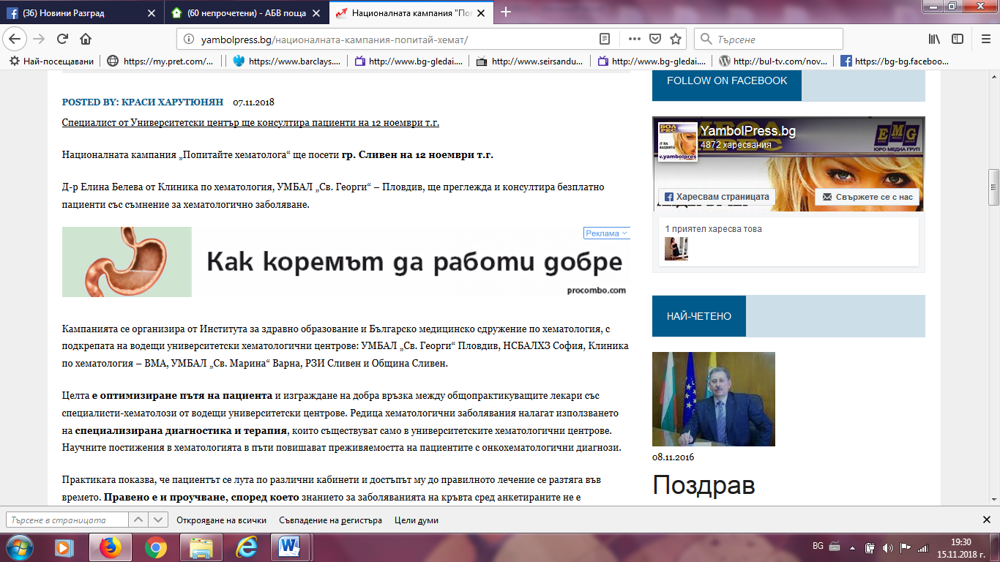 (36) Новини Разград
(60 непрочетени) - АБВ поща
Националната кампания "Поп
yambolpress.bg/националната-кампания-попитай-хемат/
Търсене
Най-посещавани
https://my.pret.com/...
https://www.barclays....
http://www.bg-gledai....
http://www.seirsandu...
http://www.bg-gledai....
http://bul-tv.com/nov...
https://bg-bg.faceboo...
POSTED BY: КРАСИ ХАРУТЮНЯН 07.11.2018
Специалист от Университетски център ще консултира пациенти на 12 ноември т.г.
Националната кампания „Попитайте хематолога“ ще посети гр. Сливен на 12 ноември т.г.
Д-р Елина Белева от Клиника по хематология, УМБАЛ „Св. Георги“ – Пловдив, ще преглежда и консултира безплатно
пациенти със съмнение за хематологично заболяване.
Реклама
Как коремът да работи добре
procombo.com
Кампанията се организира от Института за здравно образование и Българско медицинско сдружение по хематология, с
подкрепата на водещи университетски хематологични центрове: УМБАЛ „Св. Георги“ Пловдив, НСБАЛХЗ София, Клиника
по хематология – ВМА, УМБАЛ „Св. Марина“ Варна, РЗИ Сливен и Община Сливен.
Целта е оптимизиране пътя на пациента и изграждане на добра връзка между общопрактикуващите лекари със
специалисти-хематолози от водещи университетски центрове. Редица хематологични заболявания налагат използването
на специализирана диагностика и терапия, които съществуват само в университетските хематологични центрове.
Научните постижения в хематологията в пъти повишават преживяемостта на пациентите с онкохематологични диагнози.
Практиката показва, че пациентът се лута по различни кабинети и достъпът му до правилното лечение се разтяга във
времето. Правено е и проучване, според което знанието за заболяванията на кръвта сред анкетираните не е
FOLLOW ON FACEBOOK
YambolPress.bg
4872 харесвания
EMG
ЮРО МЕДИА ГРУП
.yambolpres
Харесвам страницата
Свържете се с нас
1 приятел харесва това
НАЙ-ЧЕТЕНО
08.11.2016
Поздрав
Търсене в страницата
Открояване на всички
Съвпадение на регистъра
Цели думи
BG
19:30
15.11.2018 г.